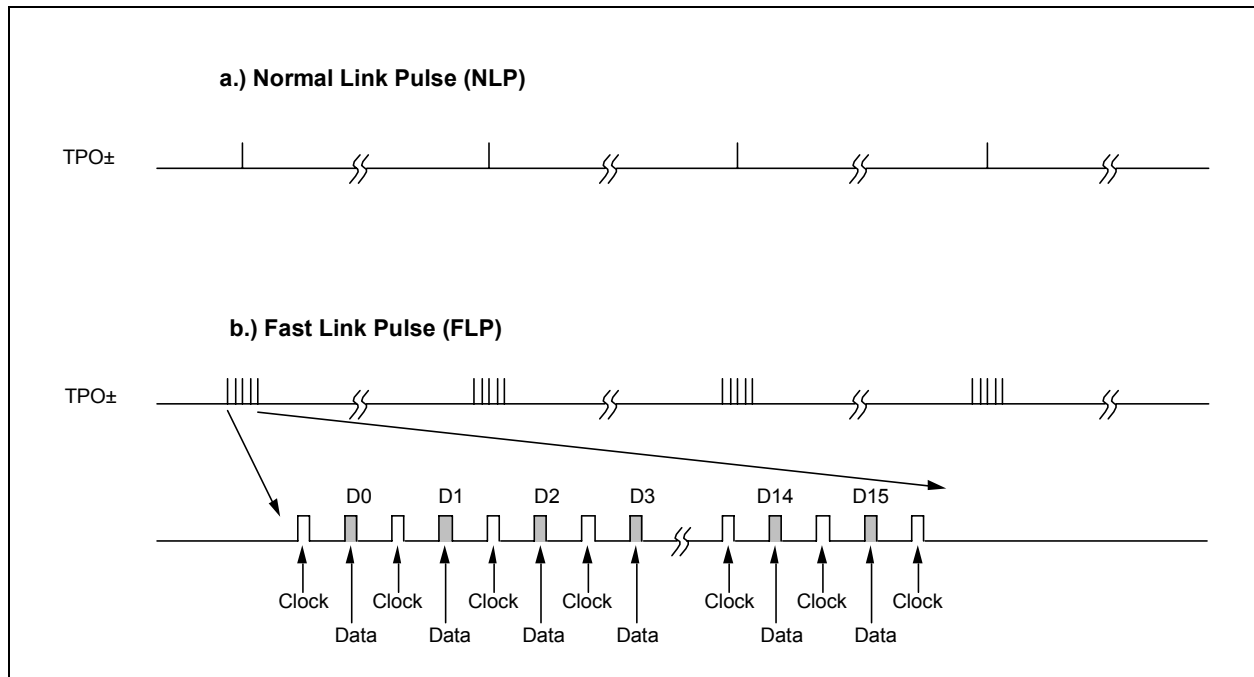 a.) Normal Link Pulse (NLP)
TPO±
b.) Fast Link Pulse (FLP)
TPO±
D0 D1 D2 D3 D14 D15
Clock Clock Clock Clock Clock Clock Clock
Data Data Data Data Data Data